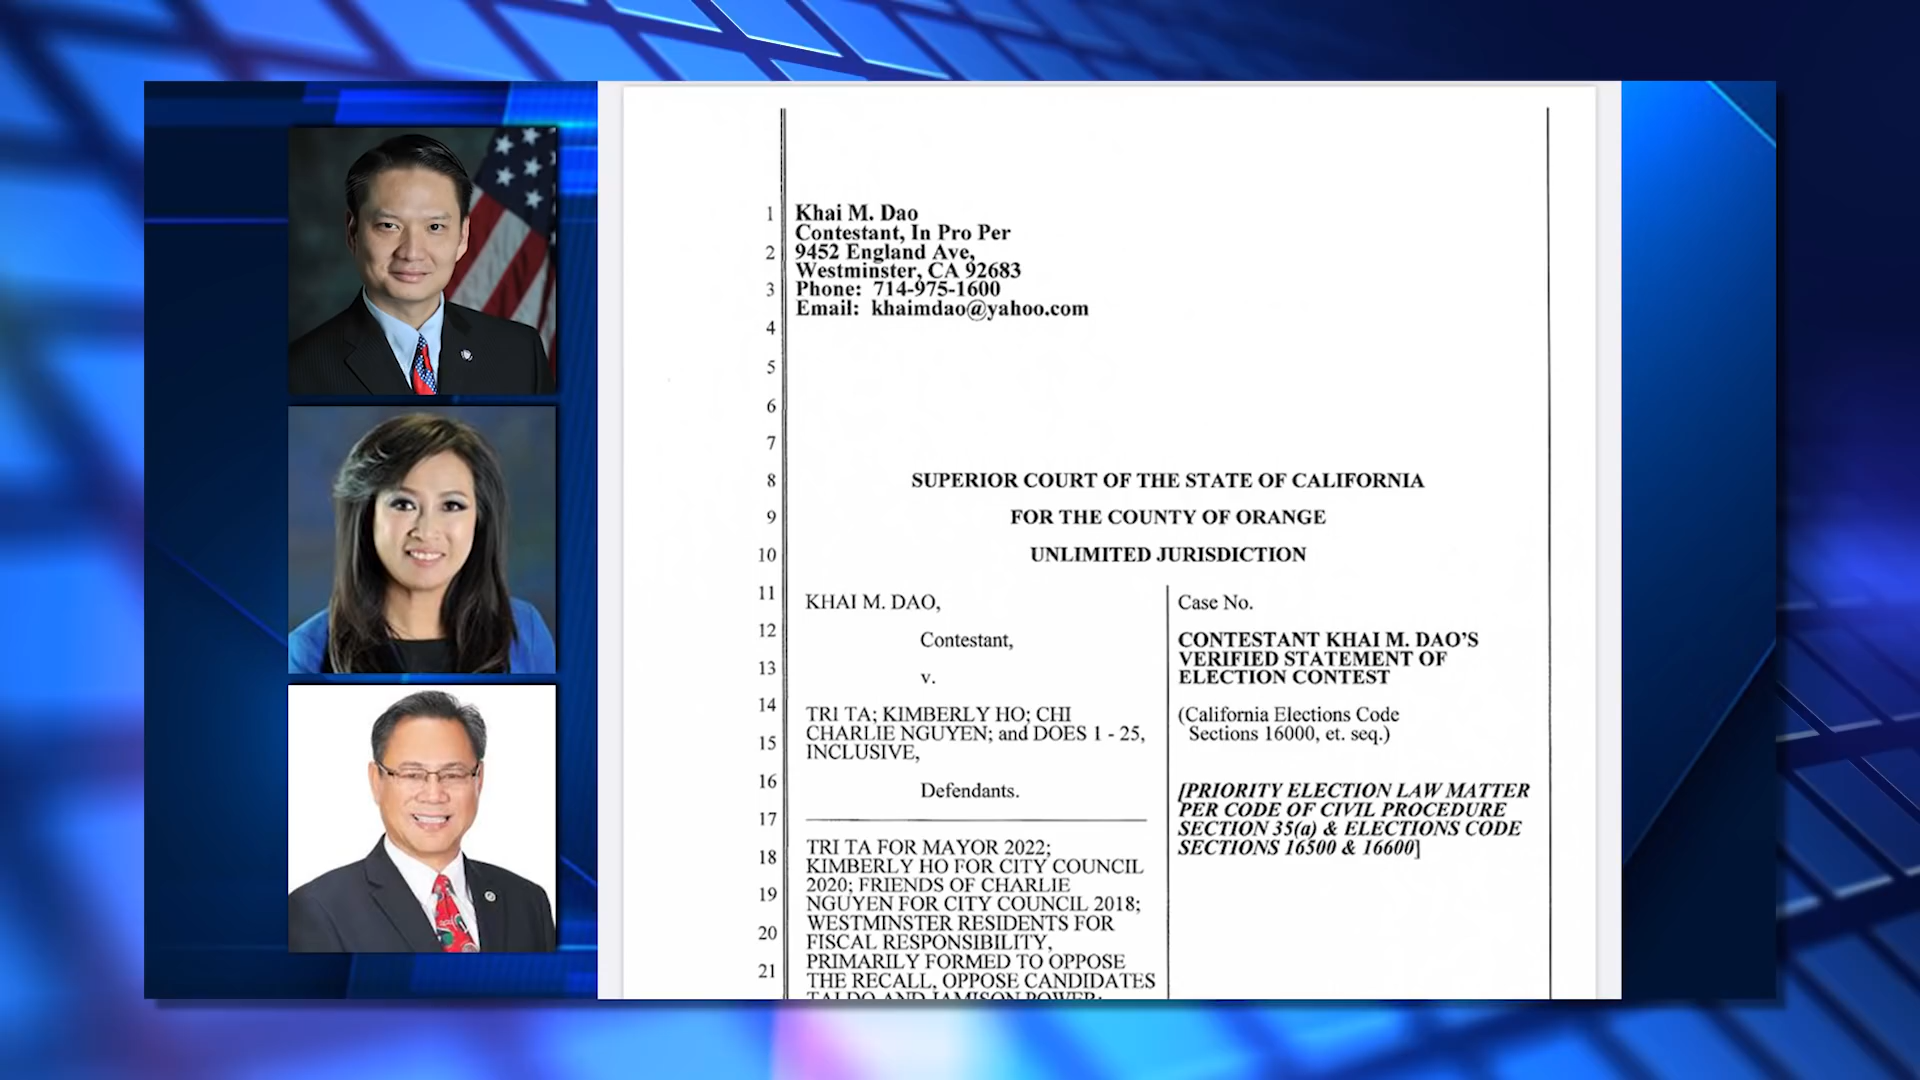 1 Khai M. Dao
Contestant, In Pro Per
2 9452 England Ave,
Westminster, CA 92683
3 Phone: 714-975-1600
Email: khaimdao@yahoo.com
4
5
6
7
8 SUPERIOR COURT OF THE STATE OF CALIFORNIA
9 FOR THE COUNTY OF ORANGE
10 UNLIMITED JURISDICTION
11 KHAI M. DAO,
12 Contestant,
13 v.
14 TRI TA; KIMBERLY HO; CHI
15 CHARLIE NGUYEN; and DOES 1 - 25,
INCLUSIVE,
16 Defendants.
17
18 TRI TA FOR MAYOR 2022;
KIMBERLY HO FOR CITY COUNCIL
19 2020; FRIENDS OF CHARLIE
NGUYEN FOR CITY COUNCIL 2018;
20 WESTMINSTER RESIDENTS FOR
FISCAL RESPONSIBILITY,
21 PRIMARILY FORMED TO OPPOSE
THE RECALL, OPPOSE CANDIDATES
TALDO AND JAMISON POWER;
Case No.
CONTESTANT KHAI M. DAO'S
VERIFIED STATEMENT OF
ELECTION CONTEST
(California Elections Code
Sections 16000, et. seq.)
[PRIORITY ELECTION LAW MATTER
PER CODE OF CIVIL PROCEDURE
SECTION 35(a) & ELECTIONS CODE
SECTIONS 16500 & 16600]